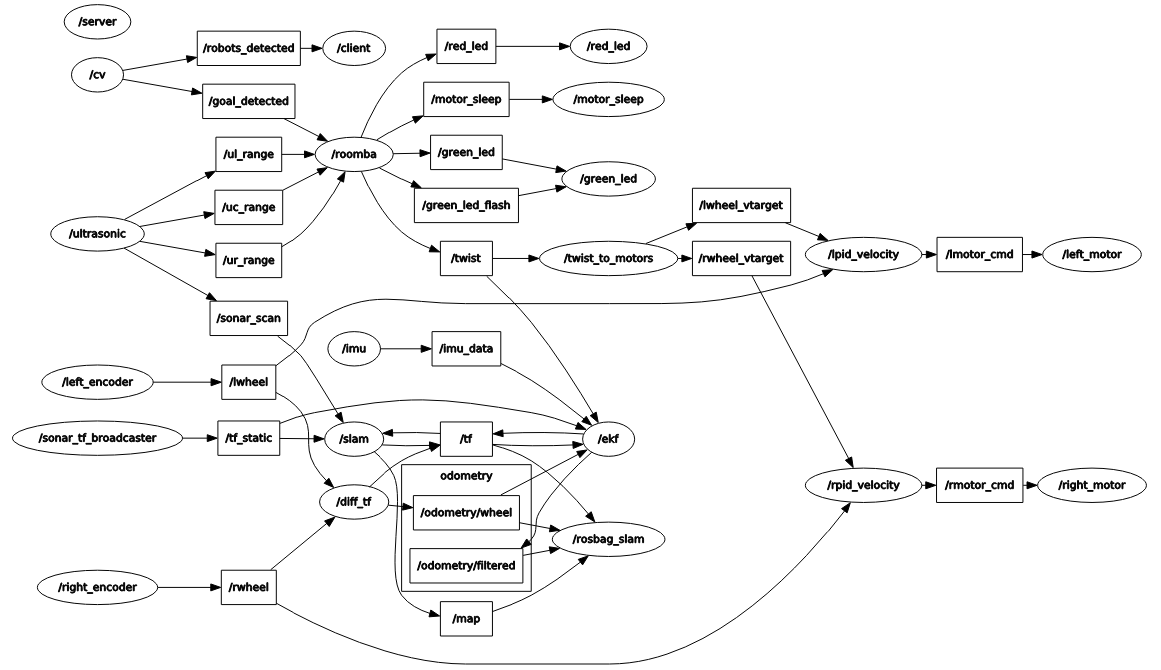 /server
/robots_detected
/client
/cv
/goal_detected
/red_led
/red_led
/motor_sleep
/motor_sleep
/ul_range
/roomba
/green_led
/green_led
/uc_range
/green_led_flash
/ultrasonic
/ur_range
/twist
/twist_to_motors
/lwheel_vtarget
/rwheel_vtarget
/lpid_velocity
/lmotor_cmd
/left_motor
/sonar_scan
/imu
/imu_data
/left_encoder
/lwheel
/sonar_tf_broadcaster
/tf_static
/slam
/tf
/ekf
odometry
/diff_tf
/odometry/wheel
/odometry/filtered
/rosbag_slam
/rpid_velocity
/rmotor_cmd
/right_motor
/right_encoder
/rwheel
/map